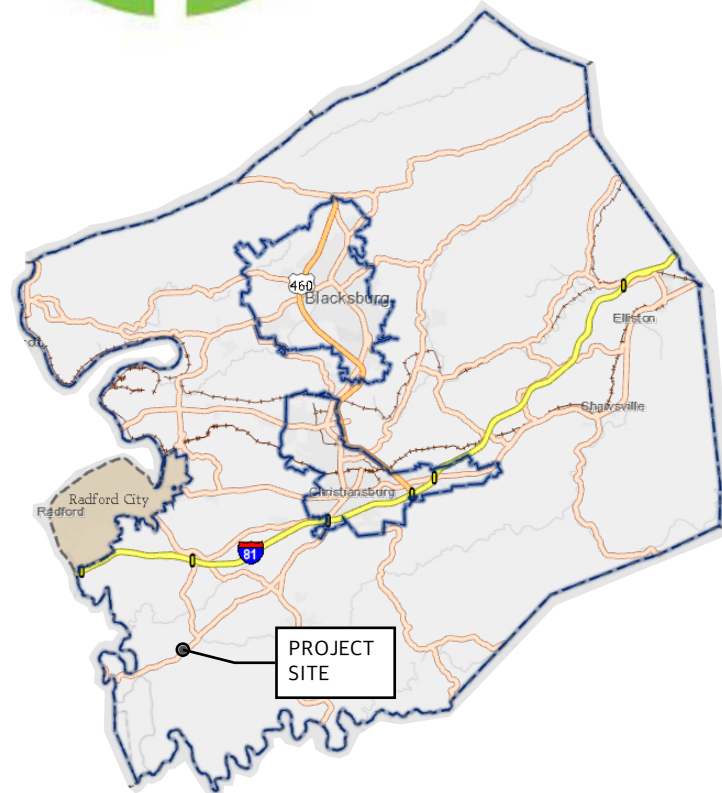 460
Blacksburg
Elliston
Shawsville
Radford City
Radford
Christiansburg
81
PROJECT
SITE